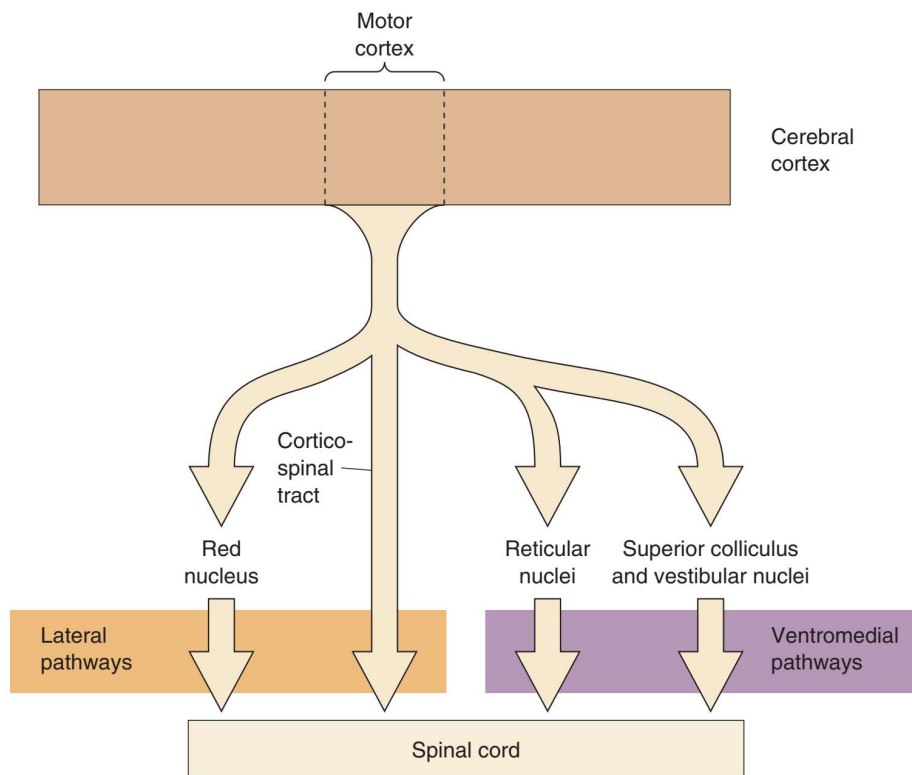 Motor
cortex
Cerebral
cortex
Cortico-
spinal
tract
Red
nucleus
Reticular
nuclei
Superior colliculus
and vestibular nuclei
Lateral
pathways
Ventromedial
pathways
Spinal cord